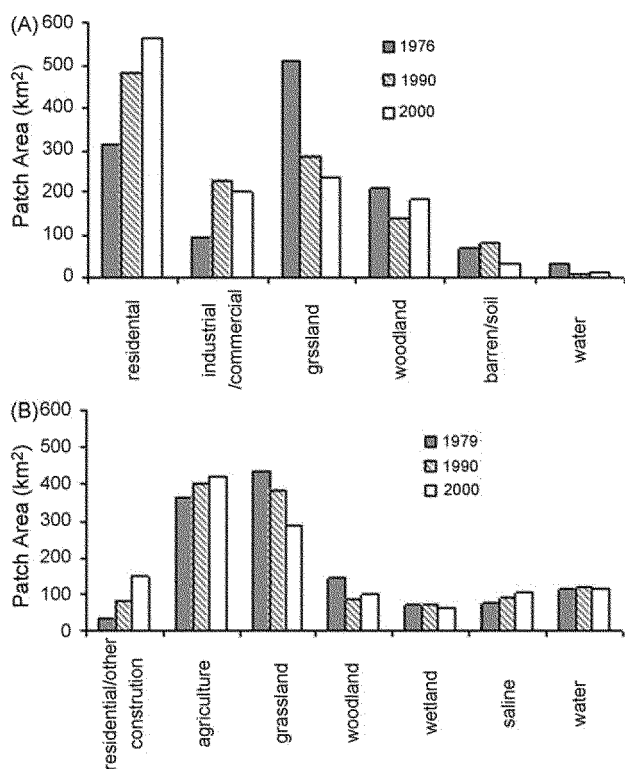 (A)
600
500
400
300
200
100
0
Patch Area (km²)
1976
1990
2000
residental
industrial
/commercial
grssland
woodland
barren/soil
water
(B)
600
500
400
300
200
100
0
Patch Area (km²)
1979
1990
2000
residential/other
constrution
agriculture
grassland
woodland
wetland
saline
water